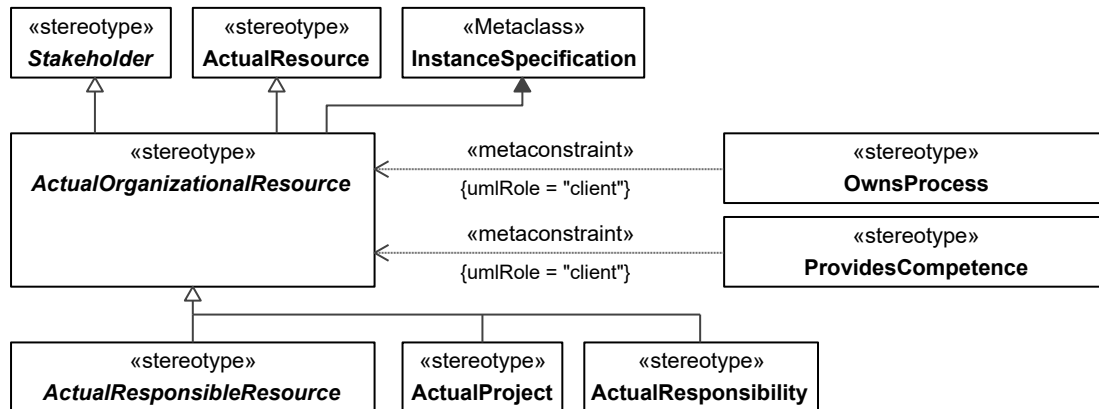 «stereotype»
Stakeholder
«stereotype»
ActualResource
«Metaclass»
InstanceSpecification
«stereotype»
ActualOrganizationalResource
«metaconstraint»
{umlRole = "client"}
«stereotype»
OwnsProcess
«metaconstraint»
{umlRole = "client"}
«stereotype»
ProvidesCompetence
«stereotype»
ActualResponsibleResource
«stereotype»
ActualProject
«stereotype»
ActualResponsibility